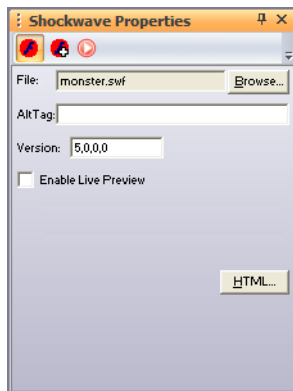 Shockwave Properties
File: monster.swf Browse...
AltTag:
Version: 5,0,0,0
Enable Live Preview
HTML...